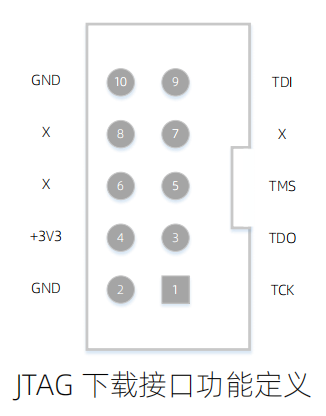 GND 10 9 TDI
X 8 7 X
X 6 5 TMS
+3V3 4 3 TDO
GND 2 1 TCK
JTAG 下载接口功能定义